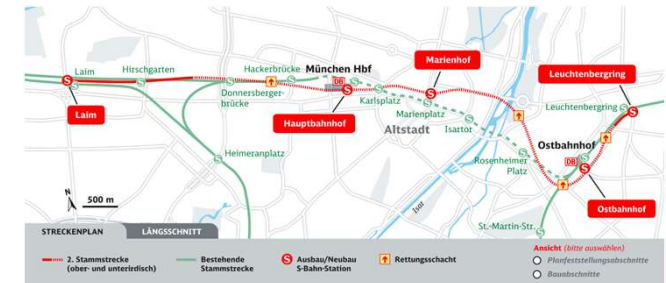 Laim
Hirschgarten
Donnersberger-
brücke
Hackerbrücke
München Hbf
DB
Karlsplatz
Marienplatz
Isartor
Rosenheimer
Platz
Heimeranplatz
Altstadt
Isar
Ostbahnhof
DB
Leuchtenbergring
St.-Martin-Str.
Laim
Hauptbahnhof
Marienhof
Leuchtenbergring
Ostbahnhof
N
500 m
STRECKENPLAN
LÄNGSSCHNITT
2. Stammstrecke
(ober- und unterirdisch)
Bestehende
Stammstrecke
S
Ausbau/Neubau
S-Bahn-Station
Rettungsschacht
Ansicht (bitte auswählen)
Planfeststellungsabschnitte
Bauabschnitte